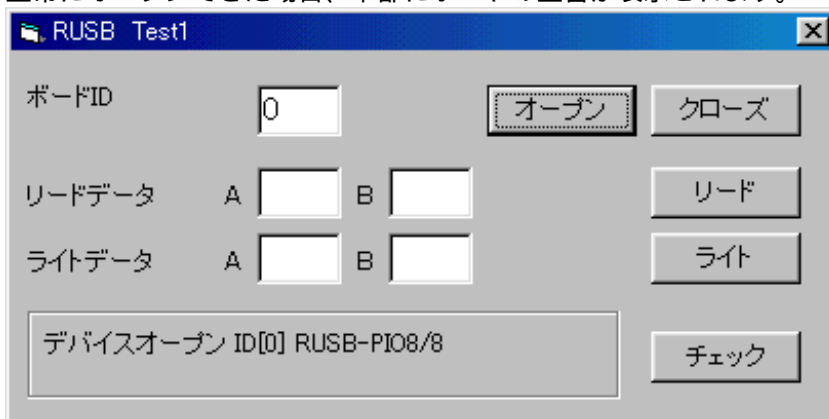 RUSB Test1
ボードID 0 オープン クローズ
リードデータ A B リード
ライトデータ A B ライト
デバイスオープン ID[0] RUSB-PIO8/8 チェック